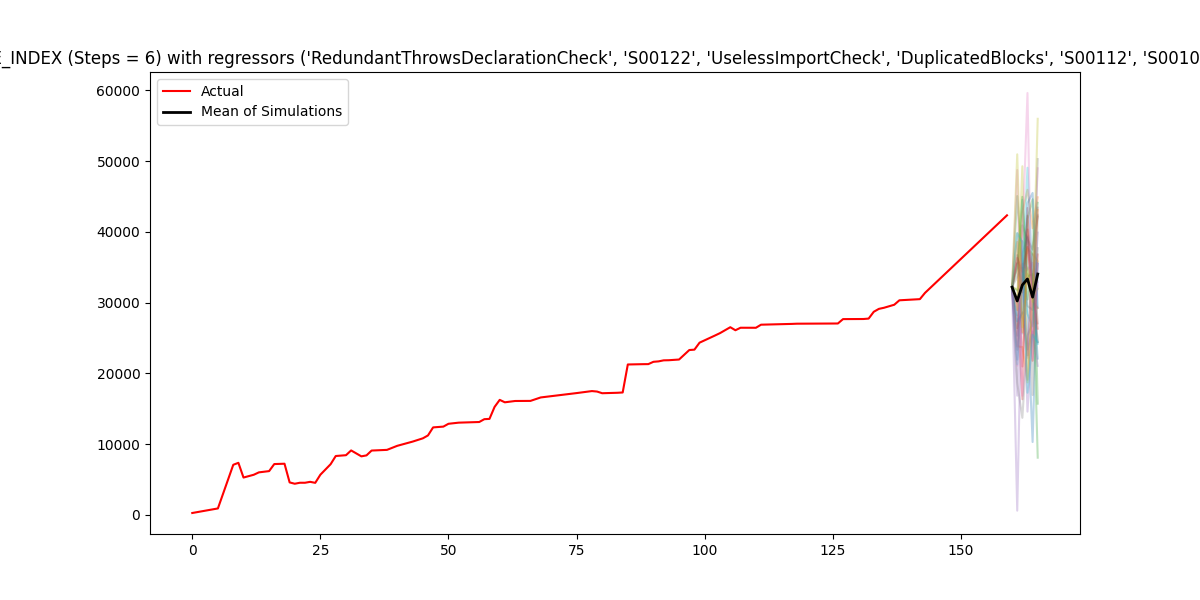 E_INDEX (Steps = 6) with regressors ('RedundantThrowsDeclarationCheck', 'S00122', 'UselessImportCheck', 'DuplicatedBlocks', 'S00112', 'S0010
Actual
Mean of Simulations
60000
50000
40000
30000
20000
10000
0
0 25 50 75 100 125 150